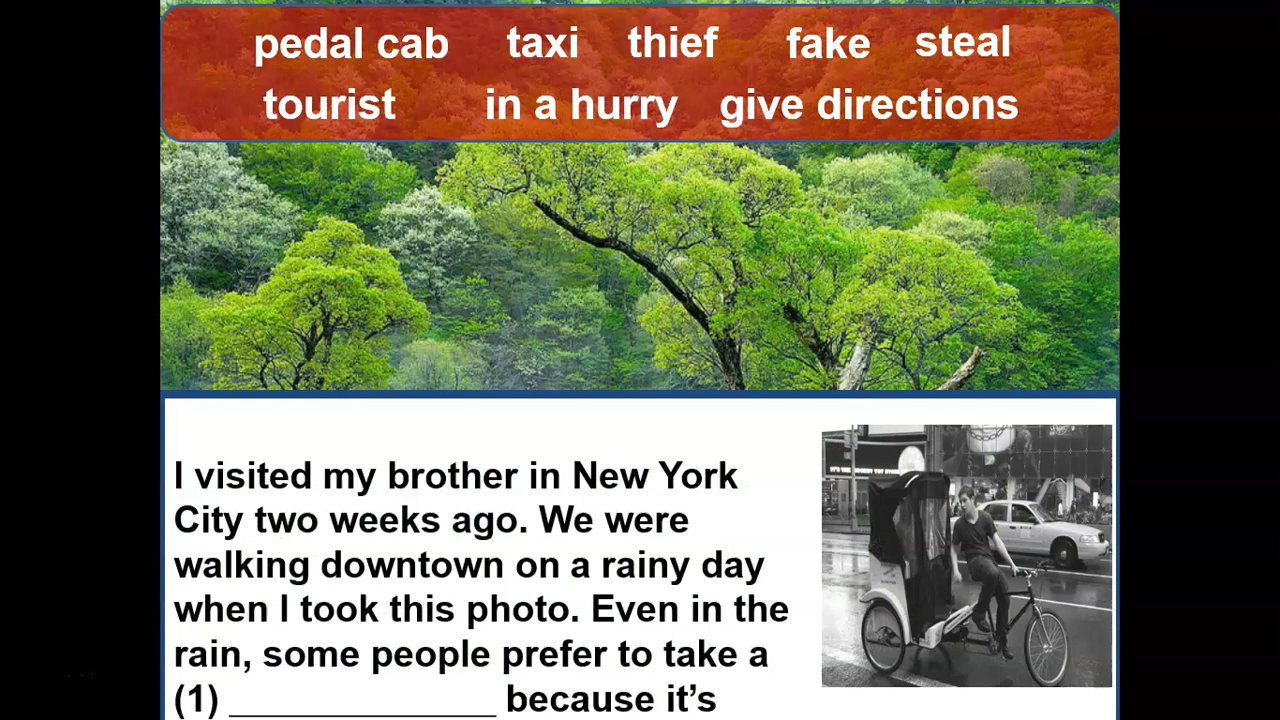 pedal cab taxi thief fake steal
tourist in a hurry give directions
I visited my brother in New York
City two weeks ago. We were
walking downtown on a rainy day
when I took this photo. Even in the
rain, some people prefer to take a
(1) _____________ because it’s